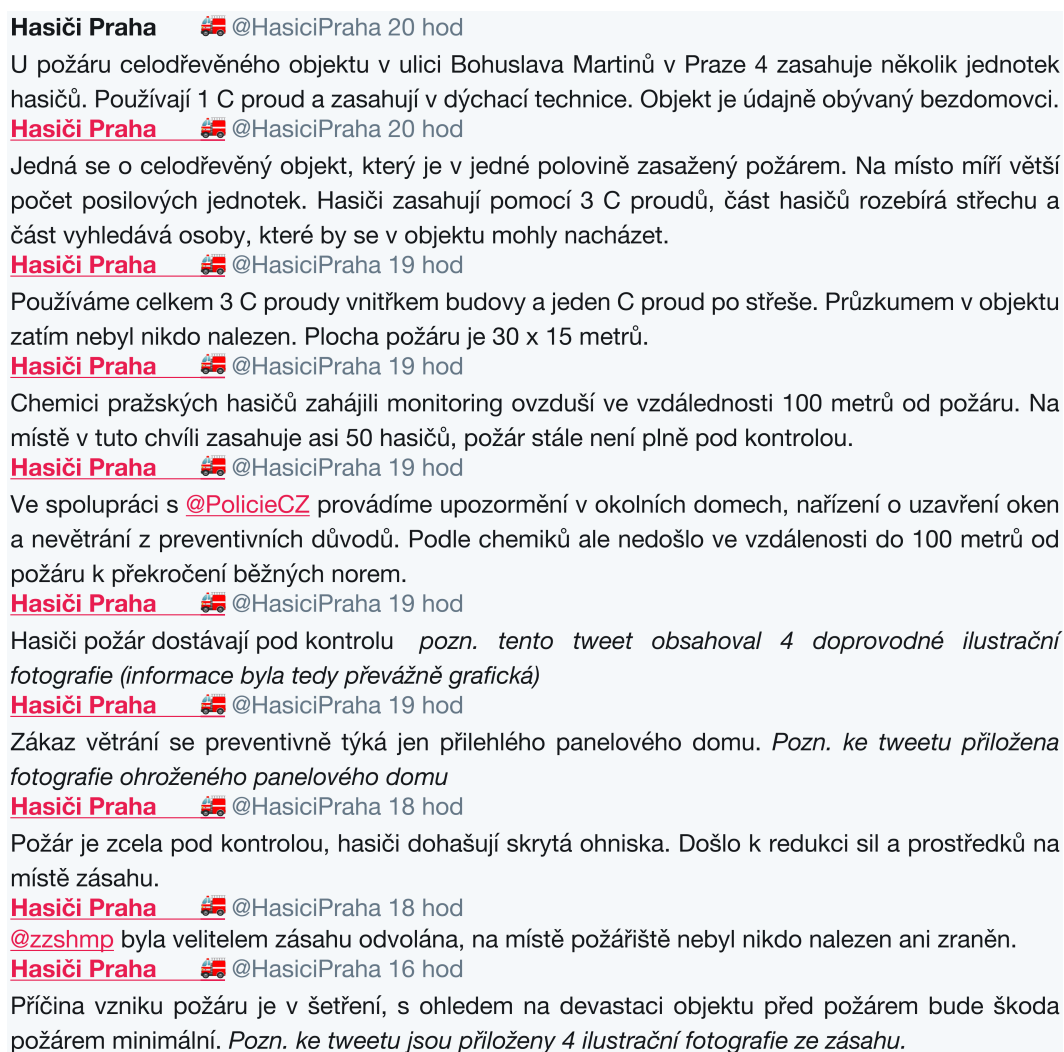 Hasiči Praha 🚒 @HasiciPraha 20 hod
U požáru celodřevěného objektu v ulici Bohuslava Martinů v Praze 4 zasahuje několik jednotek
hasičů. Používají 1 C proud a zasahují v dýchací technice. Objekt je údajně obývaný bezdomovci.
Hasiči Praha 🚒 @HasiciPraha 20 hod
Jedná se o celodřevěný objekt, který je v jedné polovině zasažený požárem. Na místo míří větší
počet posilových jednotek. Hasiči zasahují pomocí 3 C proudů, část hasičů rozebírá střechu a
část vyhledává osoby, které by se v objektu mohly nacházet.
Hasiči Praha 🚒 @HasiciPraha 19 hod
Používáme celkem 3 C proudy vnitřkem budovy a jeden C proud po střeše. Průzkumem v objektu
zatím nebyl nikdo nalezen. Plocha požáru je 30 x 15 metrů.
Hasiči Praha 🚒 @HasiciPraha 19 hod
Chemici pražských hasičů zahájili monitoring ovzduší ve vzdálednosti 100 metrů od požáru. Na
místě v tuto chvíli zasahuje asi 50 hasičů, požár stále není plně pod kontrolou.
Hasiči Praha 🚒 @HasiciPraha 19 hod
Ve spolupráci s @PolicieCZ provádíme upozormění v okolních domech, nařízení o uzavření oken
a nevětrání z preventivních důvodů. Podle chemiků ale nedošlo ve vzdálenosti do 100 metrů od
požáru k překročení běžných norem.
Hasiči Praha 🚒 @HasiciPraha 19 hod
Hasiči požár dostávají pod kontrolu pozn. tento tweet obsahoval 4 doprovodné ilustrační
fotografie (informace byla tedy převážně grafická)
Hasiči Praha 🚒 @HasiciPraha 19 hod
Zákaz větrání se preventivně týká jen přilehlého panelového domu. Pozn. ke tweetu přiložena
fotografie ohroženého panelového domu
Hasiči Praha 🚒 @HasiciPraha 18 hod
Požár je zcela pod kontrolou, hasiči dohašují skrytá ohniska. Došlo k redukci sil a prostředků na
místě zásahu.
Hasiči Praha 🚒 @HasiciPraha 18 hod
@zzshmp byla velitelem zásahu odvolána, na místě požářiště nebyl nikdo nalezen ani zraněn.
Hasiči Praha 🚒 @HasiciPraha 16 hod
Příčina vzniku požáru je v šetření, s ohledem na devastaci objektu před požárem bude škoda
požárem minimální. Pozn. ke tweetu jsou přiloženy 4 ilustrační fotografie ze zásahu.